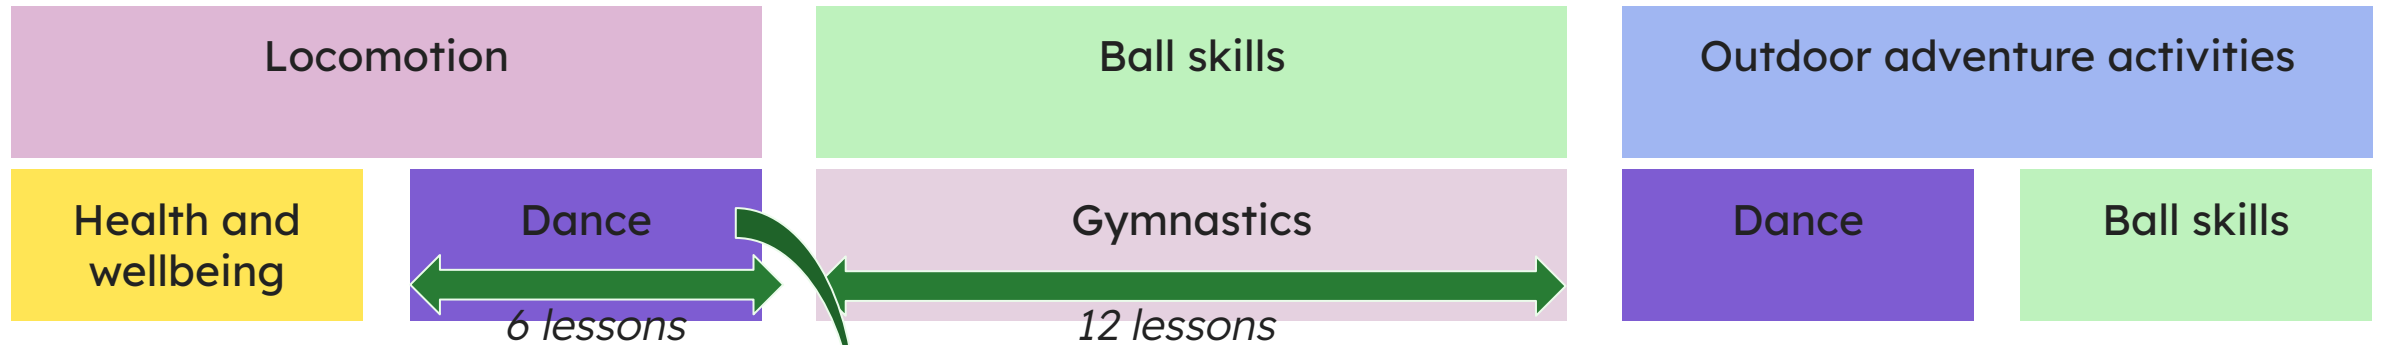 Locomotion
Ball skills
Outdoor adventure activities
Health and
wellbeing
Dance
6 lessons
Gymnastics
12 lessons
Dance
Ball skills